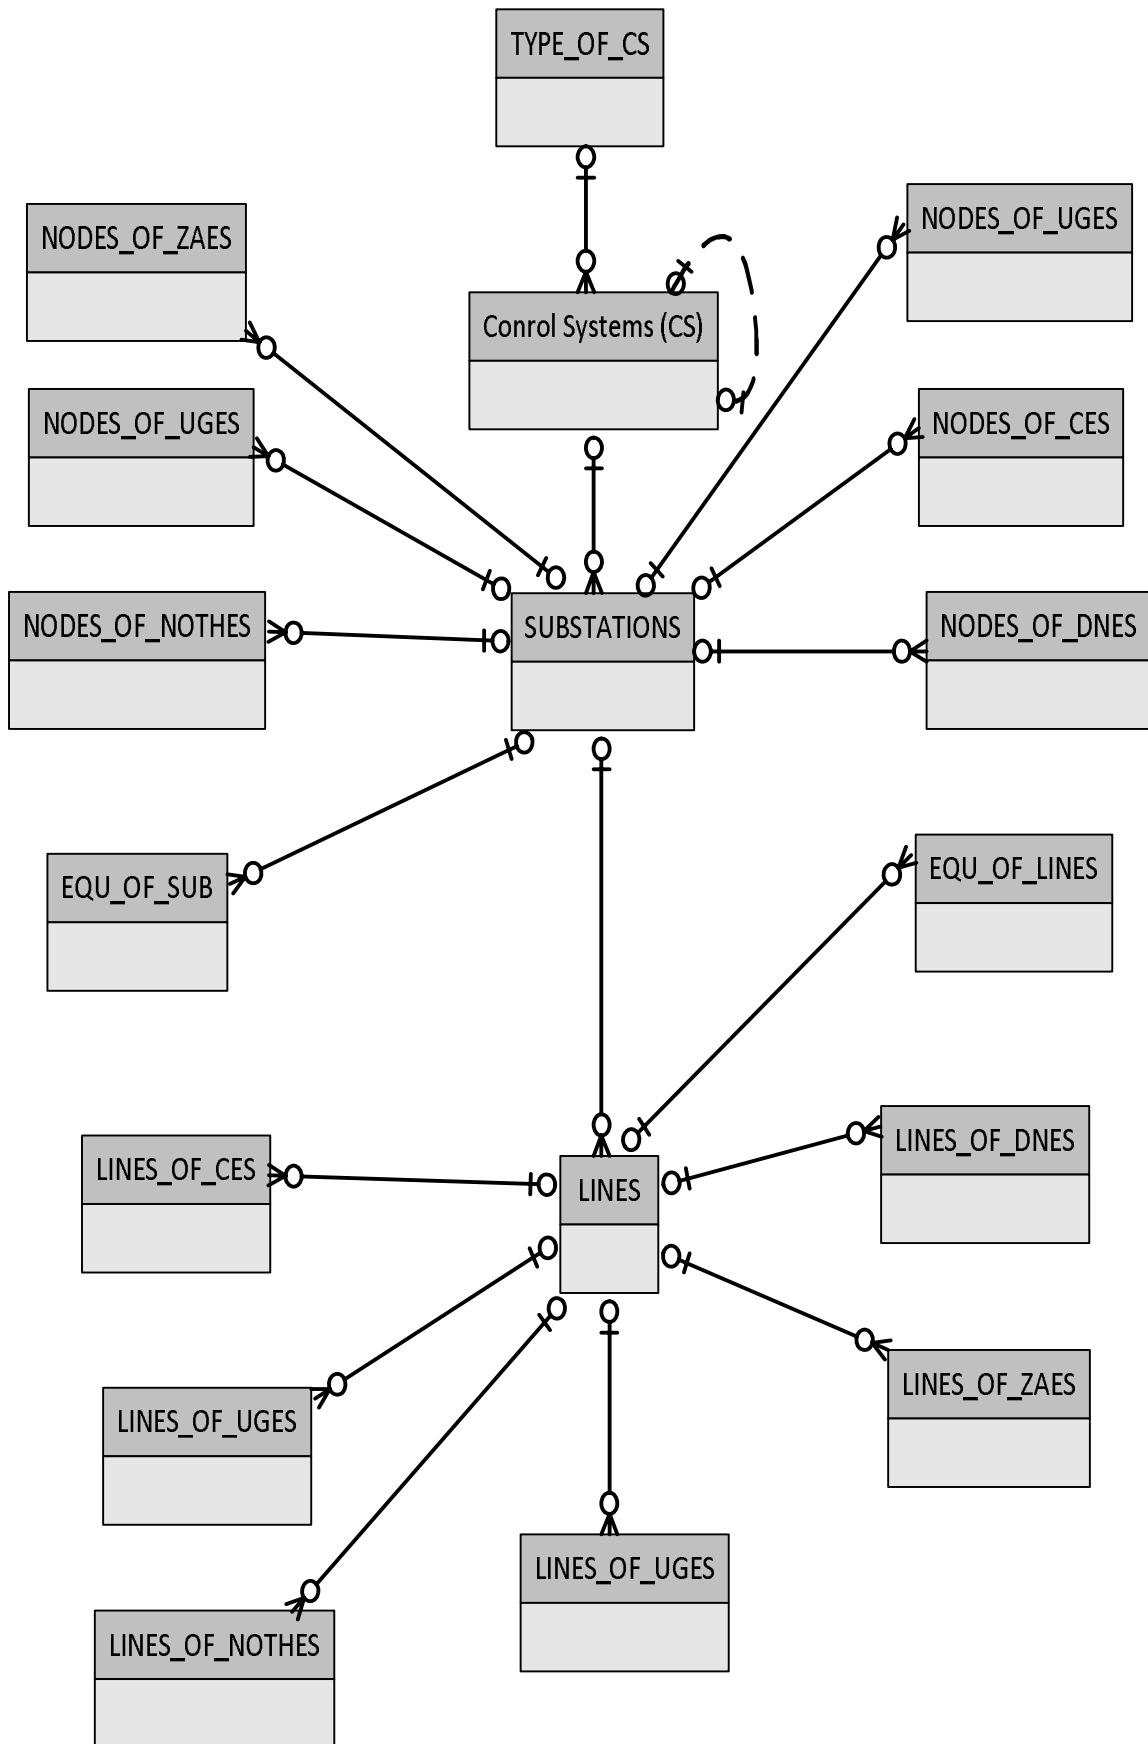 TYPE_OF_CS
NODES_OF_ZAES
NODES_OF_UGES
Conrol Systems (CS)
NODES_OF_UGES
NODES_OF_CES
NODES_OF_NOTHES
SUBSTATIONS
NODES_OF_DNES
EQU_OF_SUB
EQU_OF_LINES
LINES_OF_CES
LINES
LINES_OF_DNES
LINES_OF_UGES
LINES_OF_ZAES
LINES_OF_UGES
LINES_OF_NOTHES